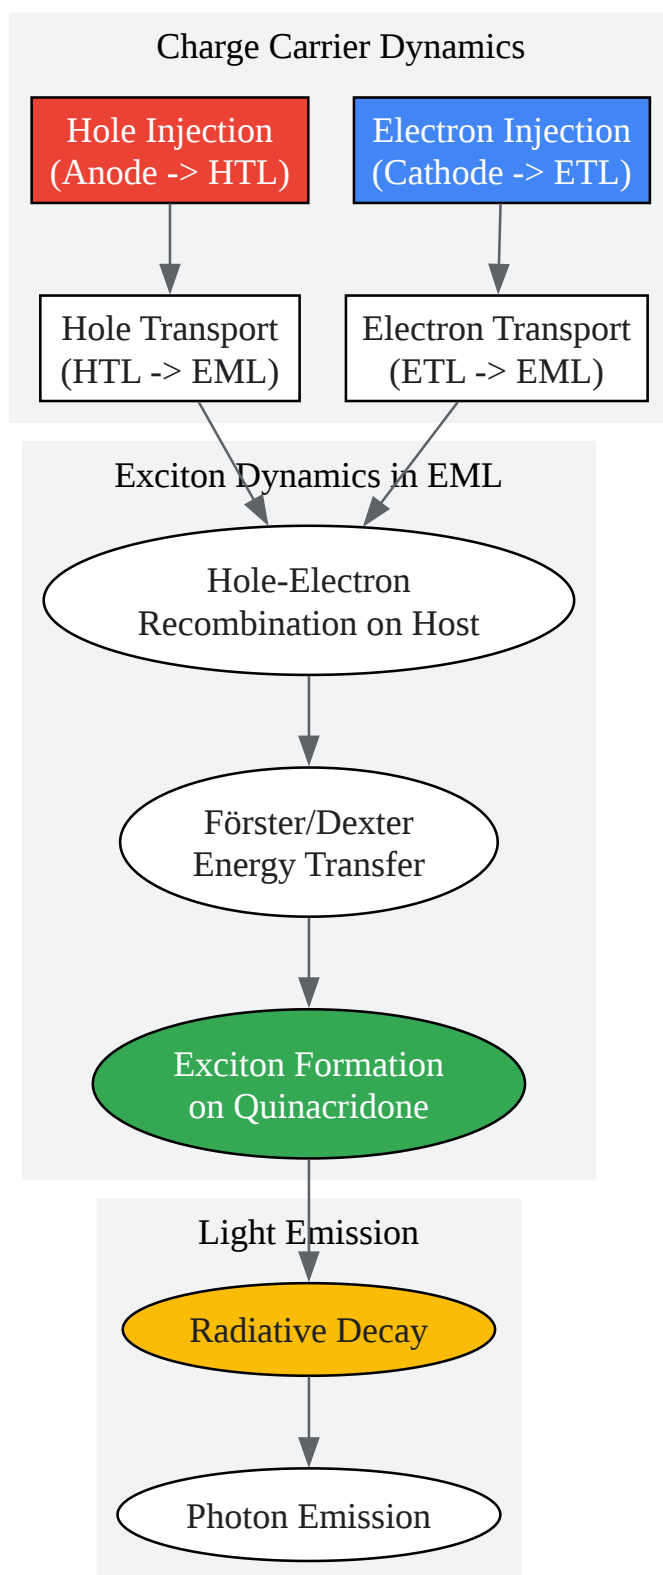 Charge Carrier Dynamics
Hole Injection
(Anode -> HTL)
Electron Injection
(Cathode -> ETL)
Hole Transport
(HTL -> EML)
Electron Transport
(ETL -> EML)
Exciton Dynamics in EML
Hole-Electron
Recombination on Host
Förster/Dexter
Energy Transfer
Exciton Formation
on Quinacridone
Light Emission
Radiative Decay
Photon Emission